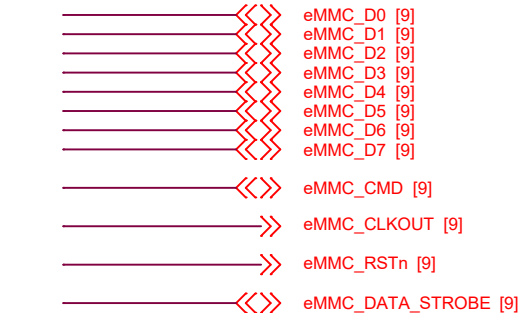 eMMC_D0 [9]
eMMC_D1 [9]
eMMC_D2 [9]
eMMC_D3 [9]
eMMC_D4 [9]
eMMC_D5 [9]
eMMC_D6 [9]
eMMC_D7 [9]
eMMC_CMD [9]
eMMC_CLKOUT [9]
eMMC_RSTn [9]
eMMC_DATA_STROBE [9]